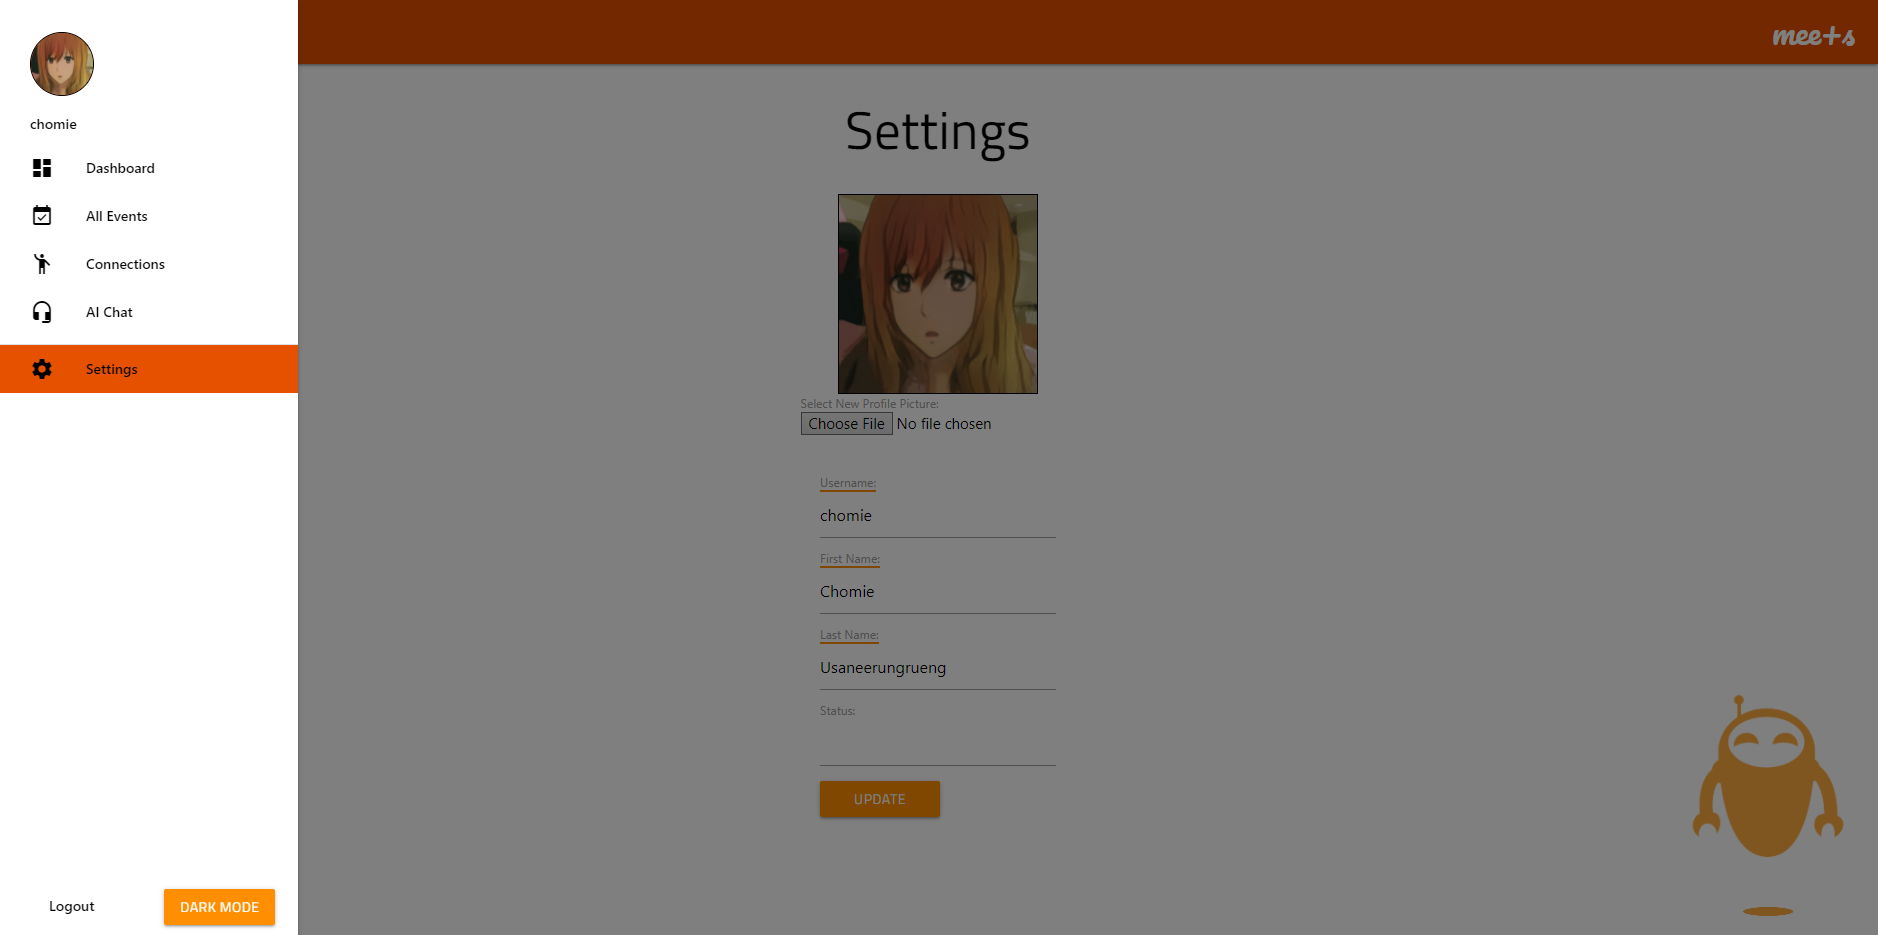 chomie
Dashboard
All Events
Connections
AI Chat
Settings
Logout
DARK MODE
mee+s
Settings
Select New Profile Picture:
Choose File No file chosen
Username:
chomie
First Name:
Chomie
Last Name:
Usaneerungrueng
Status:
UPDATE